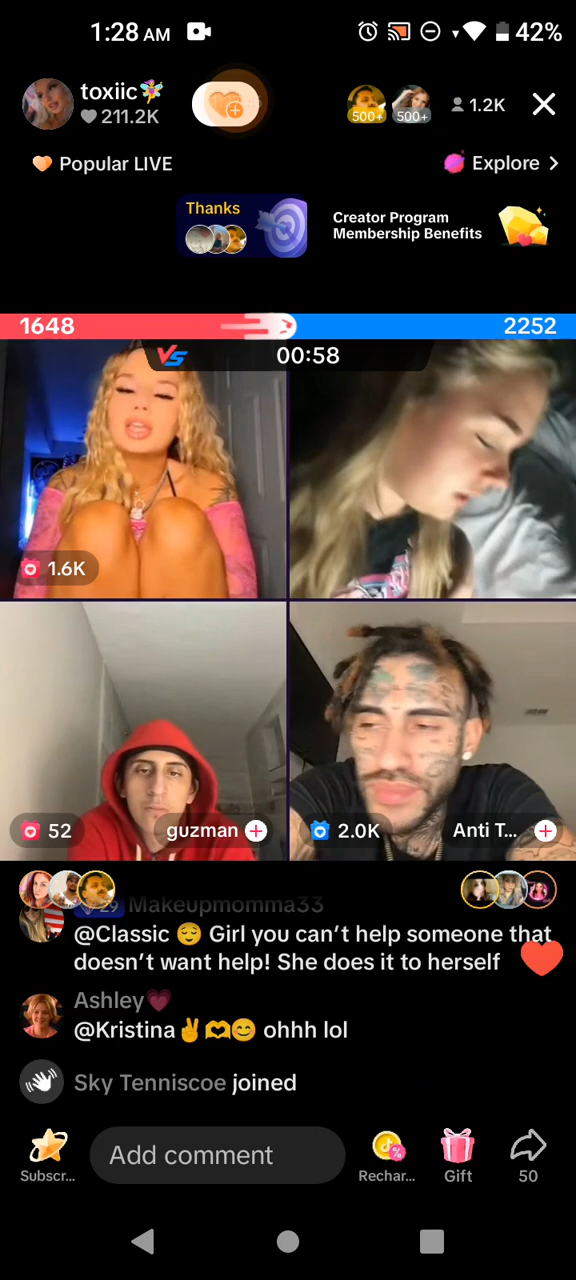 1:28 AM
42%
toxiic🧚‍♀️
211.2K
500+
500+
1.2K
Popular LIVE
Explore
Thanks
Creator Program
Membership Benefits
1648
2252
VS
00:58
1.6K
52
guzman
2.0K
Anti T...
29 Makeupmomma33
@Classic 😌 Girl you can’t help someone that
doesn’t want help! She does it to herself
Ashley💗
@Kristina✌️🫶😊 ohhh lol
Sky Tenniscoe joined
Subscr...
Add comment
Rechar...
Gift
50